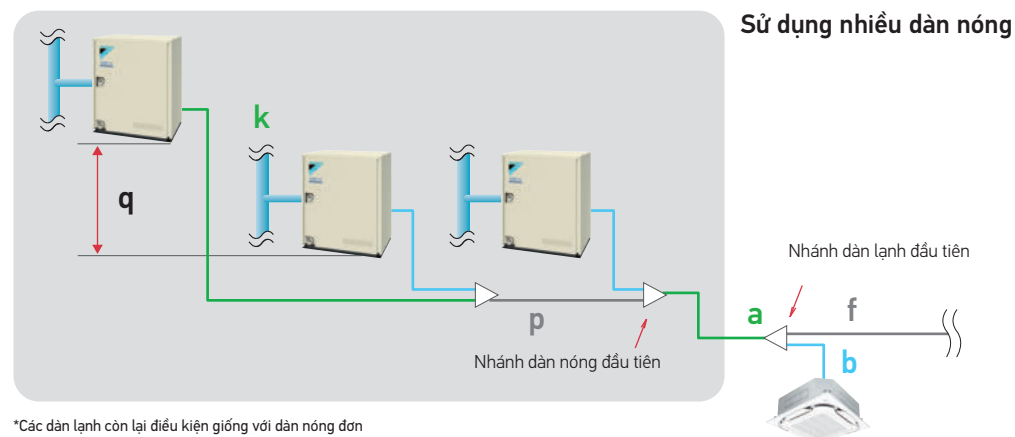 Sử dụng nhiều dàn nóng
k
q
Nhánh dàn lạnh đầu tiên
p
a
f
Nhánh dàn nóng đầu tiên
b
*Các dàn lạnh còn lại điều kiện giống với dàn nóng đơn